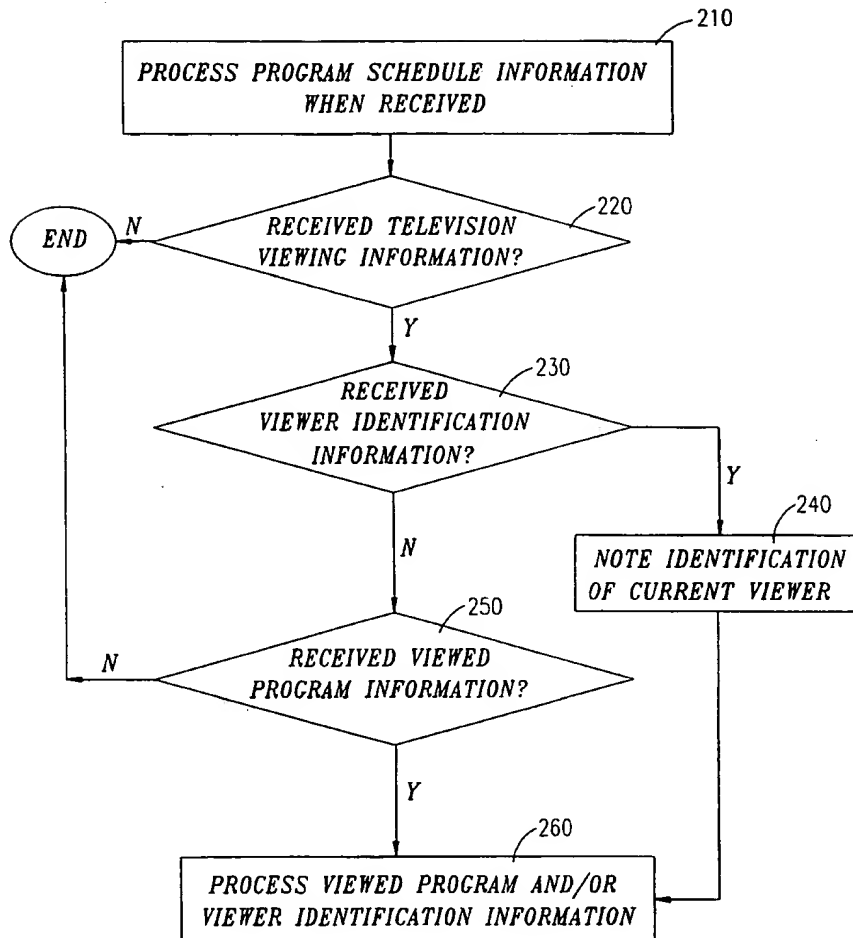 210
PROCESS PROGRAM SCHEDULE INFORMATION
WHEN RECEIVED
220
RECEIVED TELEVISION
VIEWING INFORMATION?
N
END
Y
230
RECEIVED
VIEWER IDENTIFICATION
INFORMATION?
Y
240
NOTE IDENTIFICATION
OF CURRENT VIEWER
N
250
RECEIVED VIEWED
PROGRAM INFORMATION?
N
Y
260
PROCESS VIEWED PROGRAM AND/OR
VIEWER IDENTIFICATION INFORMATION